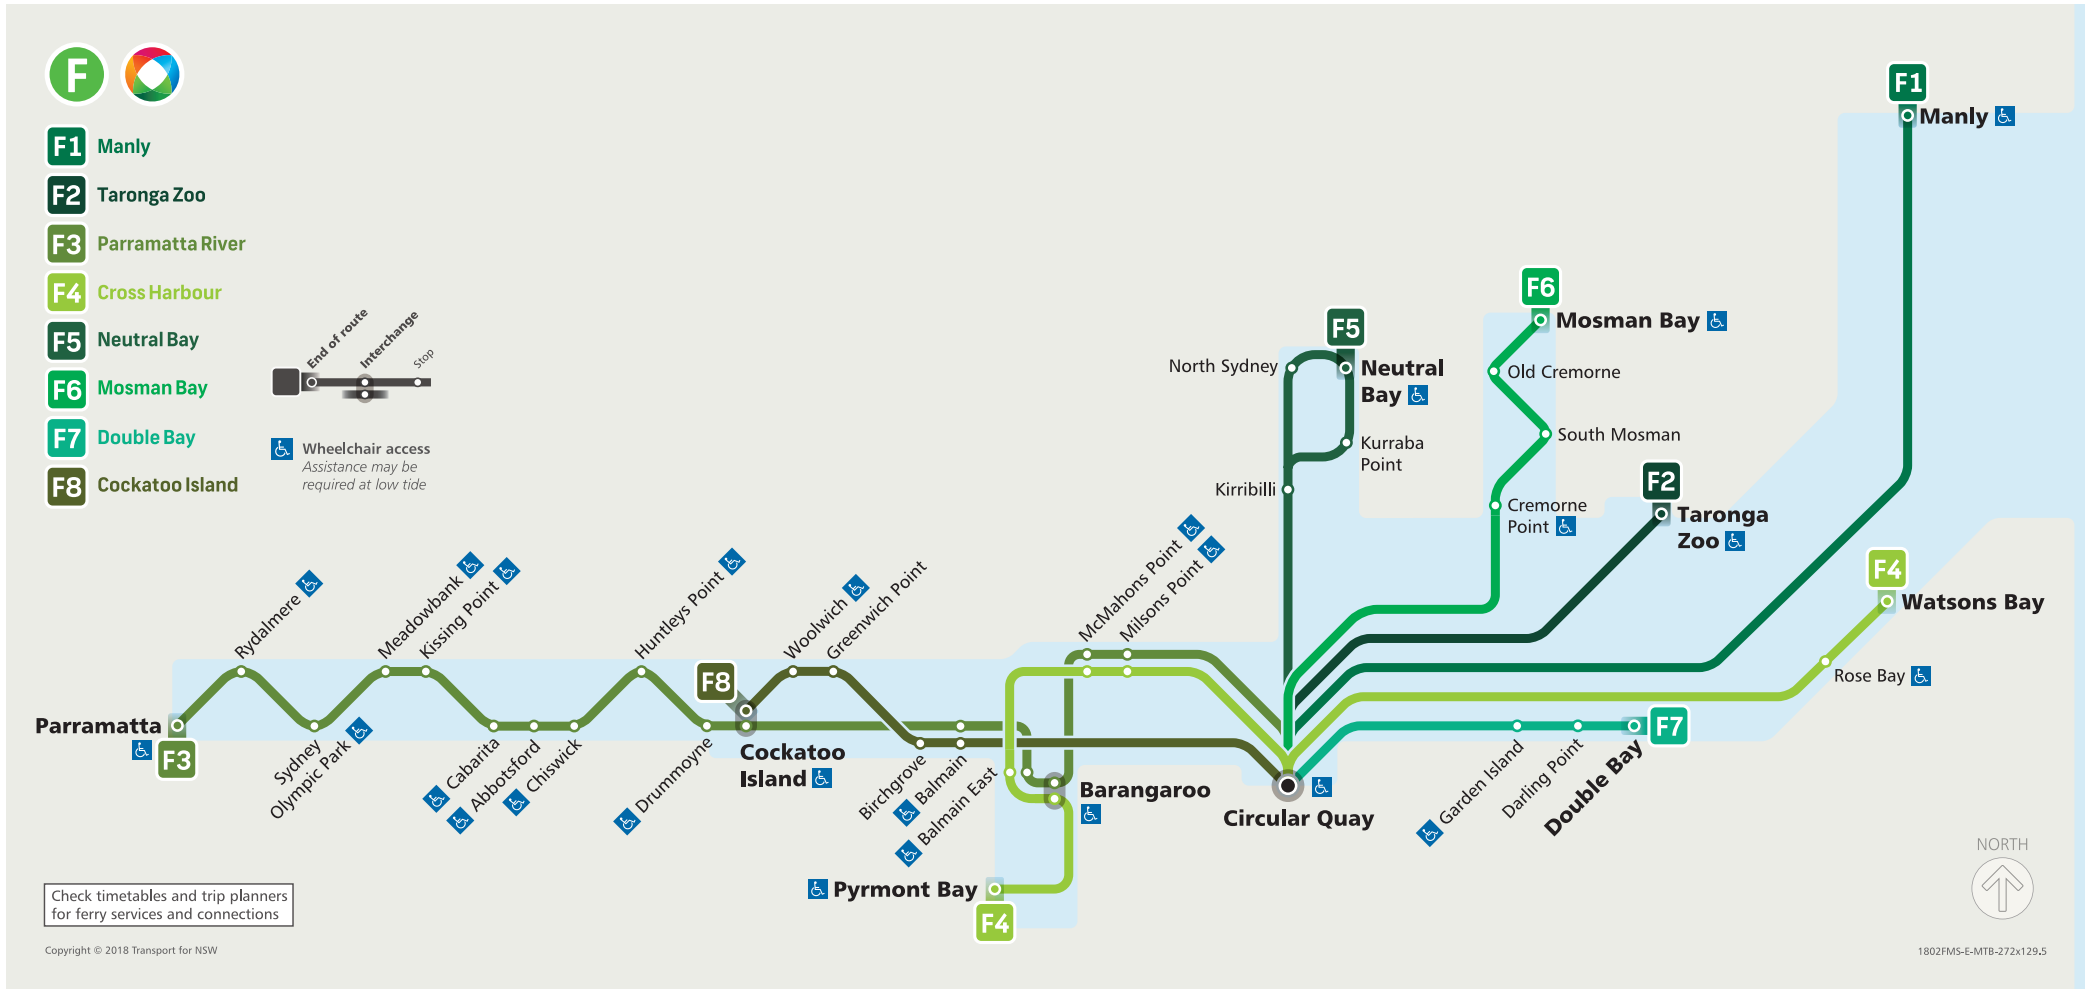 F
F1 Manly
F2 Taronga Zoo
F3 Parramatta River
F4 Cross Harbour
F5 Neutral Bay
F6 Mosman Bay
F7 Double Bay
F8 Cockatoo Island
End of route
Interchange
Stop
Wheelchair access
Assistance may be
required at low tide
F1
Manly
F6
Mosman Bay
Old Cremorne
South Mosman
Cremorne
Point
F5
Neutral
Bay
North Sydney
Kurraba
Point
Kirribilli
F2
Taronga
Zoo
F4
Watsons Bay
Rose Bay
McMahons Point
Milsons Point
Rydalmere
Meadowbank
Kissing Point
Huntleys Point
Woolwich
Greenwich Point
F8
Parramatta
F3
Sydney
Olympic Park
Cabarita
Abbotsford
Chiswick
Drummoyne
Cockatoo
Island
Birchgrove
Balmain
Balmain East
Barangaroo
Circular Quay
Garden Island
Darling Point
Double Bay
F7
Pyrmont Bay
F4
NORTH
Check timetables and trip planners
for ferry services and connections
Copyright © 2018 Transport for NSW
1802FMS-E-MTB-272x129.5